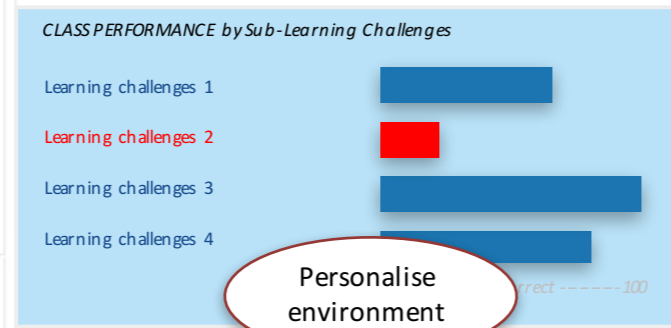 CLASS PERFORMANCE by Sub-Learning Challenges
Learning challenges 1
Learning challenges 2
Learning challenges 3
Learning challenges 4
rrect -------100
Personalise
environment